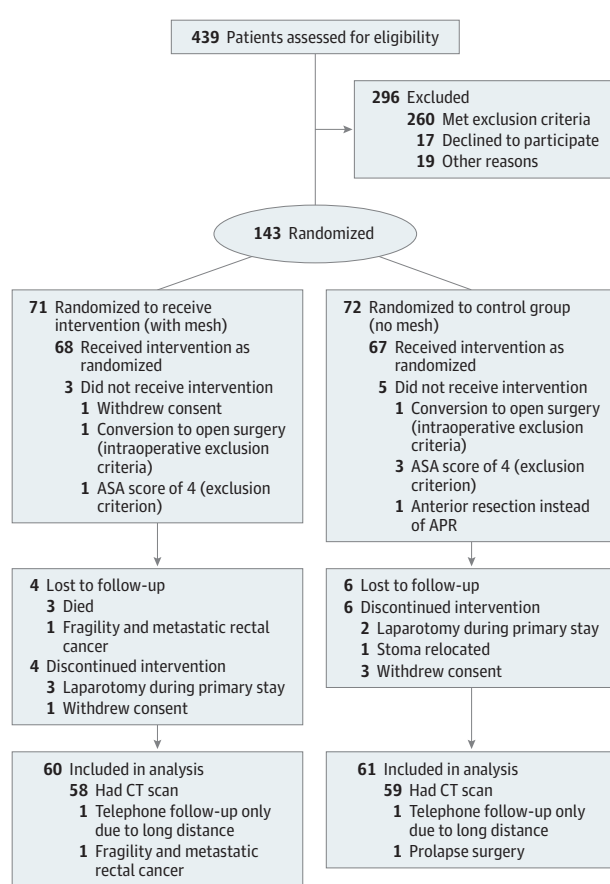 439 Patients assessed for eligibility
296 Excluded
260 Met exclusion criteria
17 Declined to participate
19 Other reasons
143 Randomized
71 Randomized to receive
intervention (with mesh)
68 Received intervention as
randomized
3 Did not receive intervention
1 Withdrew consent
1 Conversion to open surgery
(intraoperative exclusion
criteria)
1 ASA score of 4 (exclusion
criterion)
72 Randomized to control group
(no mesh)
67 Received intervention as
randomized
5 Did not receive intervention
1 Conversion to open surgery
(intraoperative exclusion
criteria)
3 ASA score of 4 (exclusion
criterion)
1 Anterior resection instead
of APR
4 Lost to follow-up
3 Died
1 Fragility and metastatic rectal
cancer
4 Discontinued intervention
3 Laparotomy during primary stay
1 Withdrew consent
6 Lost to follow-up
6 Discontinued intervention
2 Laparotomy during primary stay
1 Stoma relocated
3 Withdrew consent
60 Included in analysis
58 Had CT scan
1 Telephone follow-up only
due to long distance
1 Fragility and metastatic
rectal cancer
61 Included in analysis
59 Had CT scan
1 Telephone follow-up only
due to long distance
1 Prolapse surgery